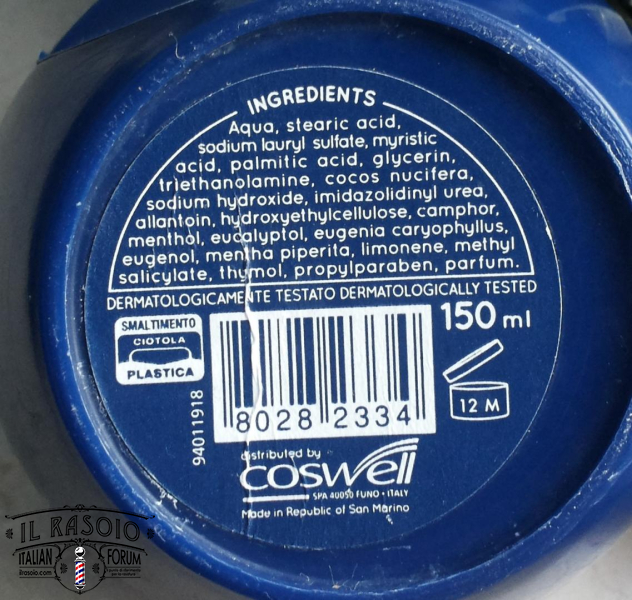 INGREDIENTS
Aqua, stearic acid,
sodium lauryl sulfate, myristic
acid, palmitic acid, glycerin,
triethanolamine, cocos nucifera,
sodium hydroxide, imidazolidinyl urea,
allantoin, hydroxyethylcellulose, camphor,
menthol, eucalyptol, eugenia caryophyllus,
eugenol, mentha piperita, limonene, methyl
salicylate, thymol, propylparaben, parfum.
DERMATOLOGICAMENTE TESTATO DERMATOLOGICALLY TESTED
SMALTIMENTO
CIOTOLA
PLASTICA
94011918
8028 2334
150 ml
12 M
distributed by
coswell
SPA 40050 FUNO • ITALY
Made in Republic of San Marino
IL RASOIO
ITALIAN FORUM
ilrasoio.com